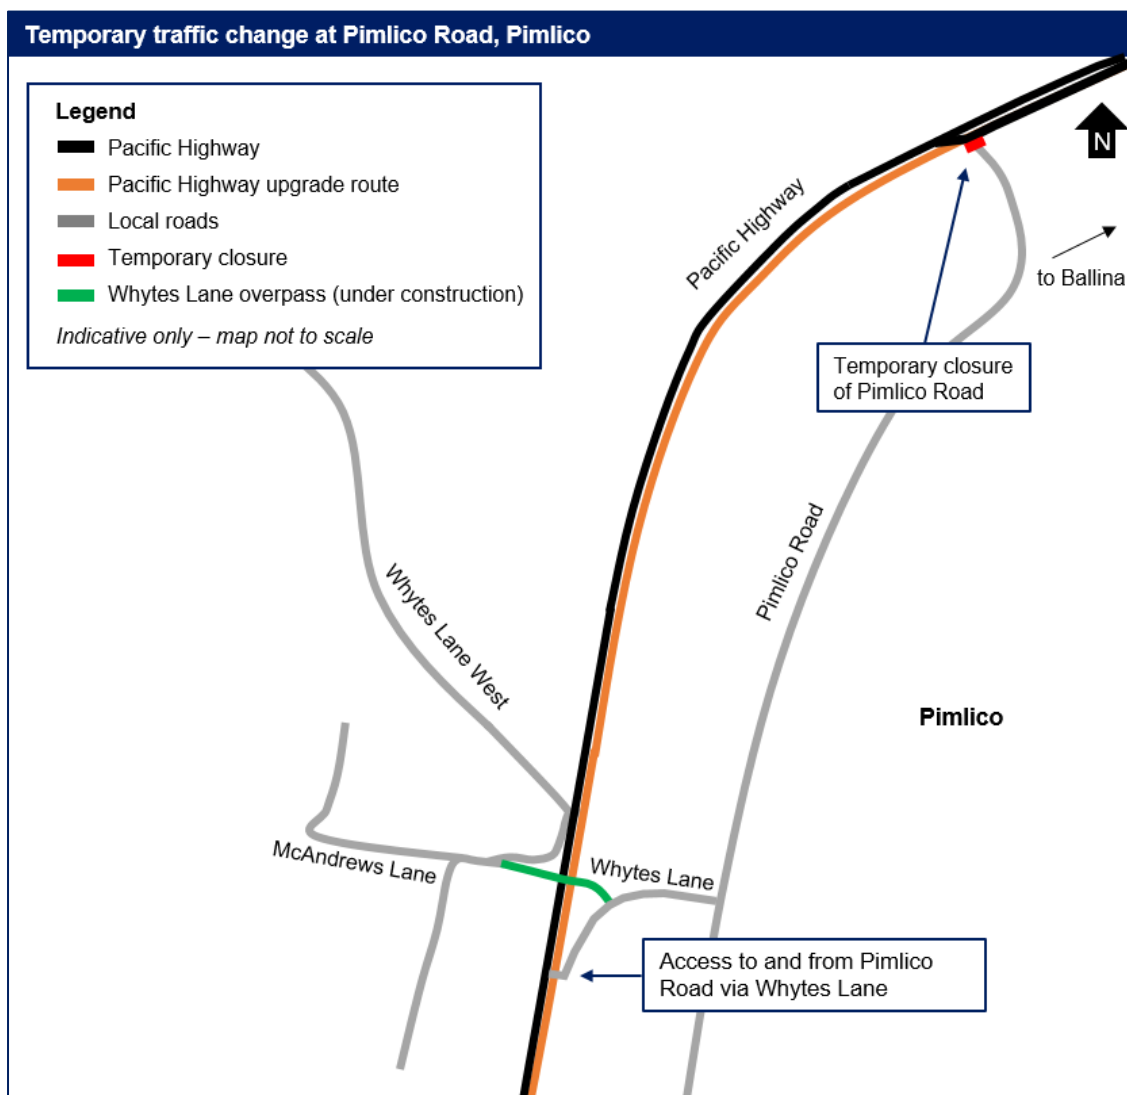 Temporary traffic change at Pimlico Road, Pimlico
Legend
Pacific Highway
Pacific Highway upgrade route
Local roads
Temporary closure
Whytes Lane overpass (under construction)
Indicative only – map not to scale
N
Pacific Highway
to Ballina
Temporary closure
of Pimlico Road
Pimlico Road
Whytes Lane West
Pimlico
McAndrews Lane
Whytes Lane
Access to and from Pimlico
Road via Whytes Lane